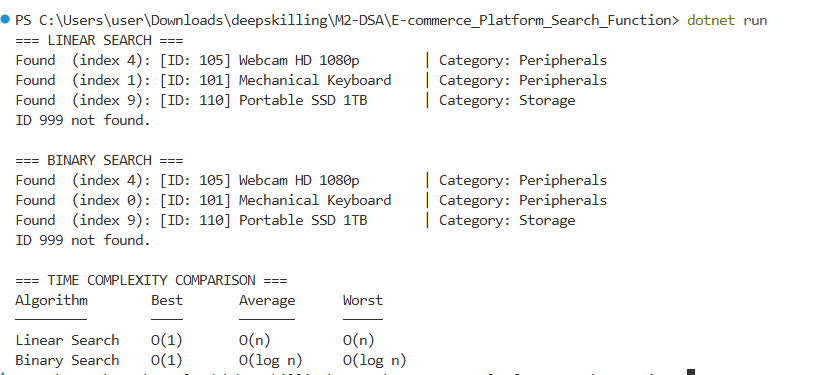 PS C:\Users\user\Downloads\deepskilling\M2-DSA\E-commerce_Platform_Search_Function> dotnet run
=== LINEAR SEARCH ===
Found  (index 4): [ID: 105] Webcam HD 1080p        | Category: Peripherals
Found  (index 1): [ID: 101] Mechanical Keyboard    | Category: Peripherals
Found  (index 9): [ID: 110] Portable SSD 1TB       | Category: Storage
ID 999 not found.

=== BINARY SEARCH ===
Found  (index 4): [ID: 105] Webcam HD 1080p        | Category: Peripherals
Found  (index 0): [ID: 101] Mechanical Keyboard    | Category: Peripherals
Found  (index 9): [ID: 110] Portable SSD 1TB       | Category: Storage
ID 999 not found.

=== TIME COMPLEXITY COMPARISON ===
Algorithm        Best       Average      Worst
─────────        ────       ───────      ─────
Linear Search    O(1)       O(n)         O(n)
Binary Search    O(1)       O(log n)     O(log n)